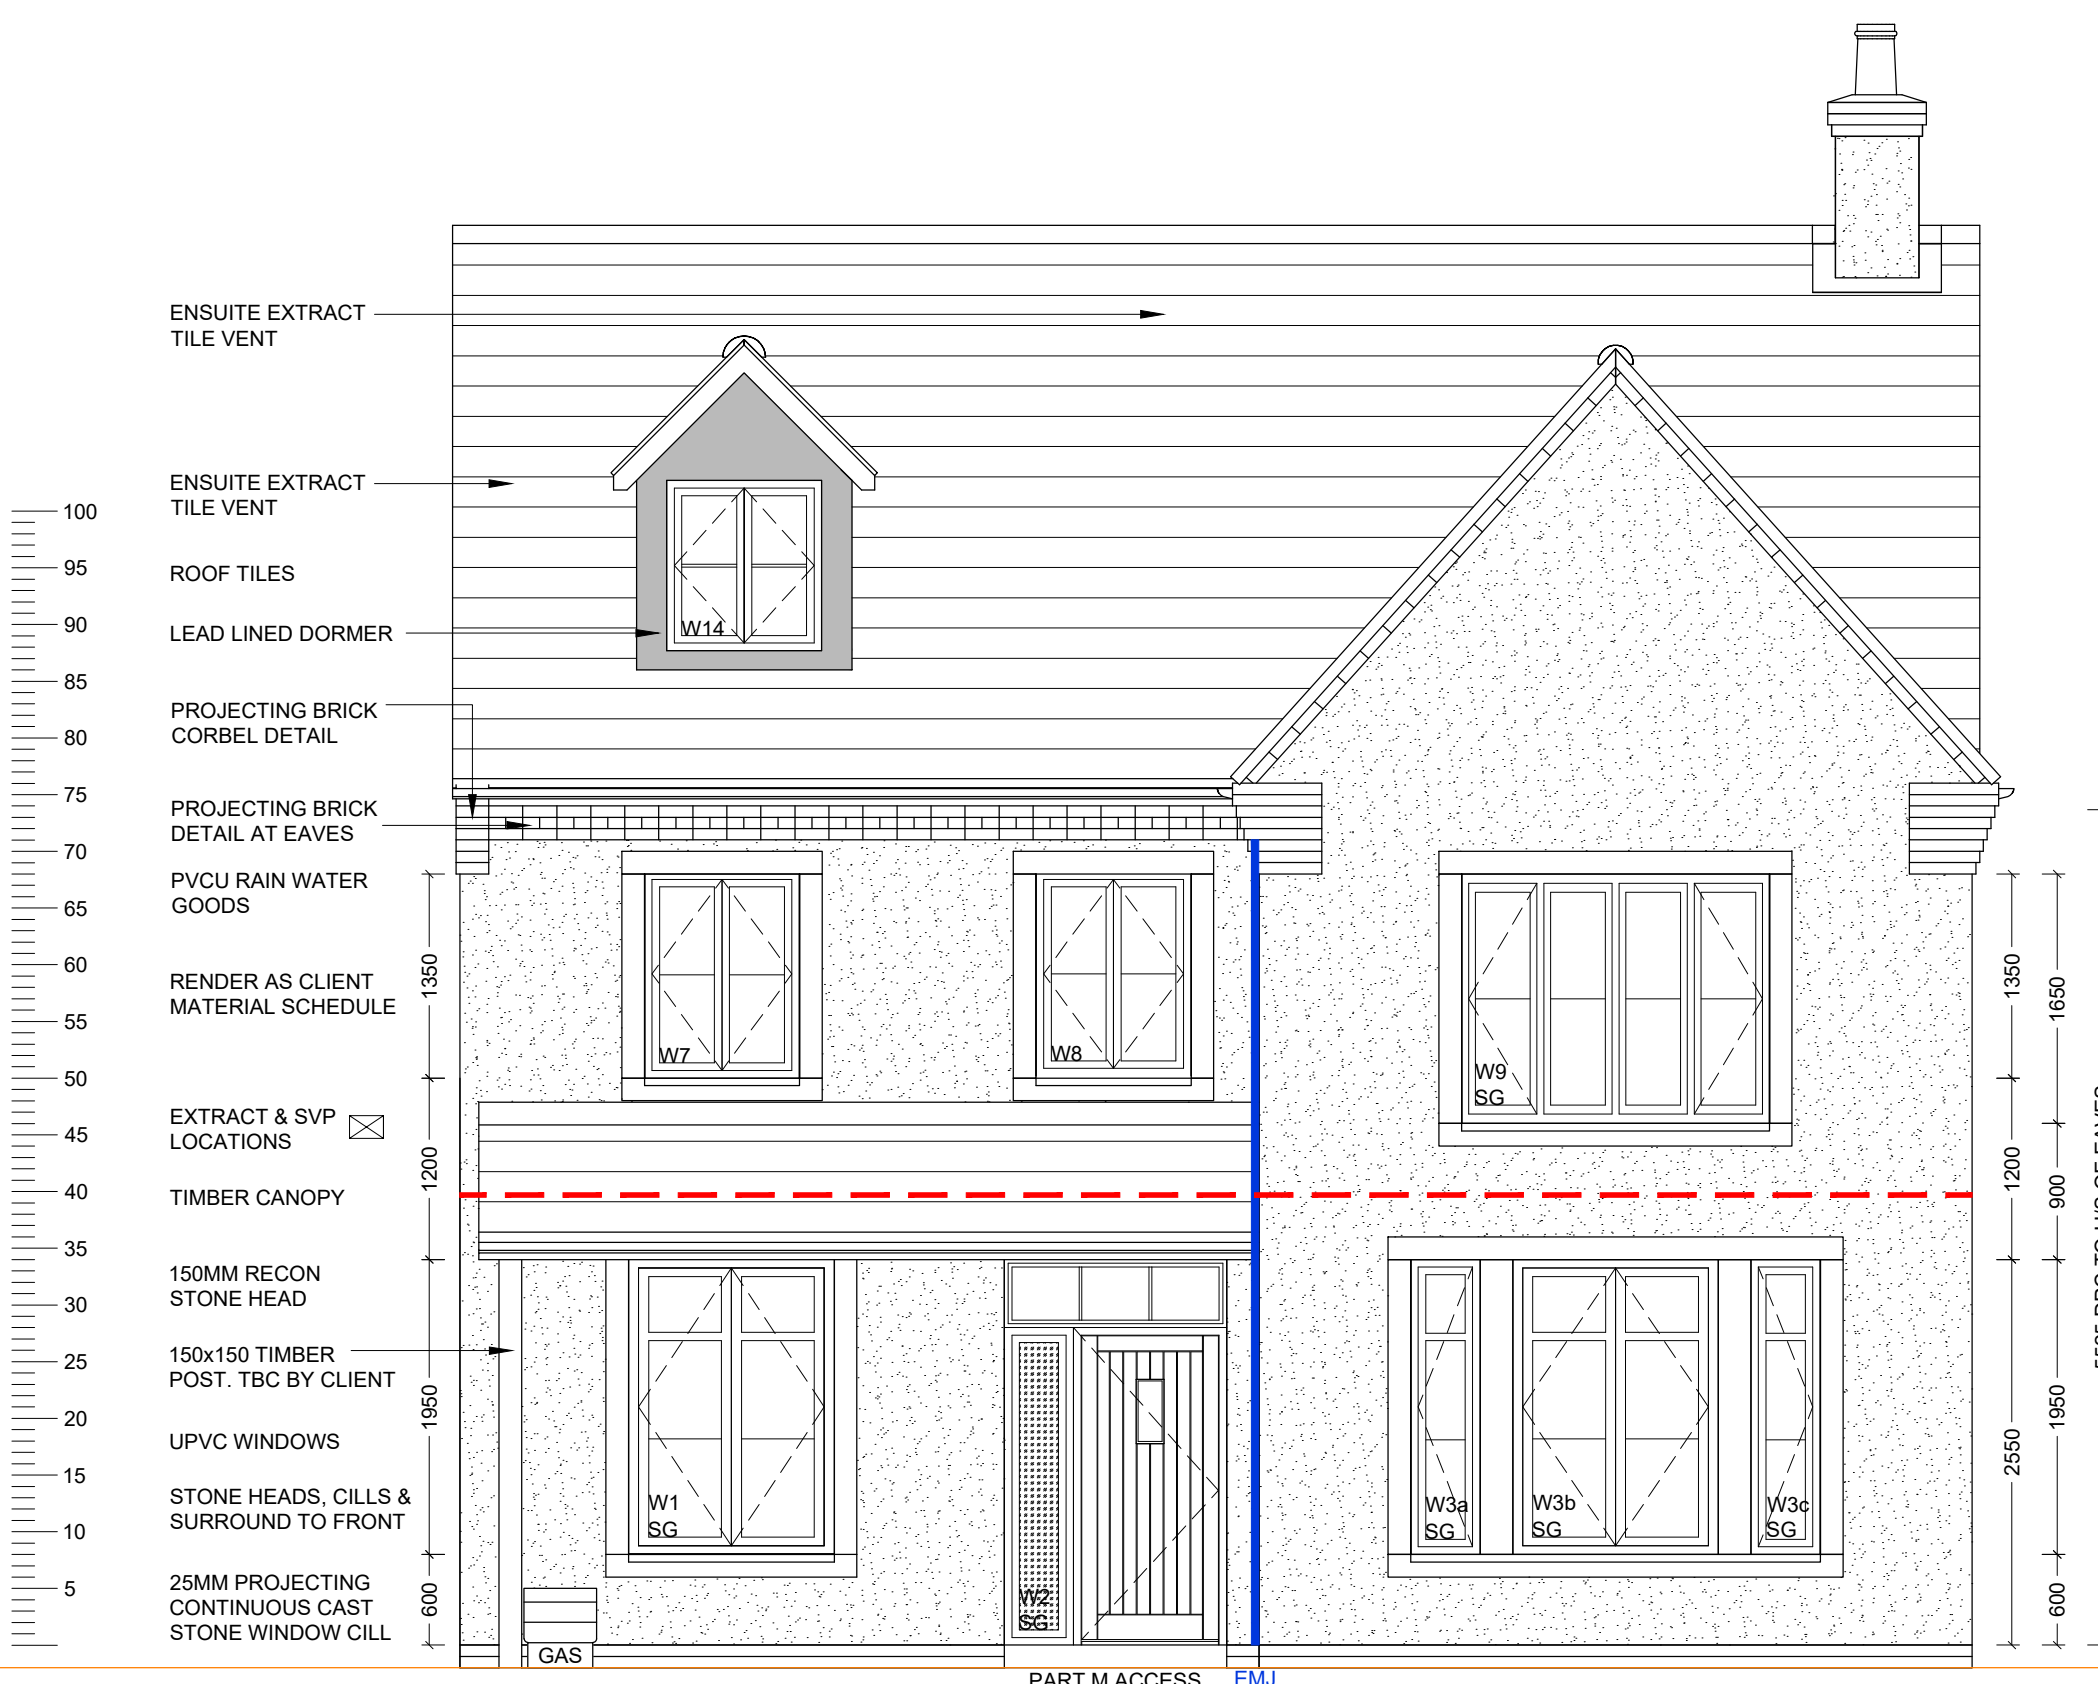 ENSUITE EXTRACT
TILE VENT
ENSUITE EXTRACT
TILE VENT
ROOF TILES
LEAD LINED DORMER
PROJECTING BRICK
CORBEL DETAIL
PROJECTING BRICK
DETAIL AT EAVES
PVCU RAIN WATER
GOODS
RENDER AS CLIENT
MATERIAL SCHEDULE
EXTRACT & SVP
LOCATIONS
TIMBER CANOPY
150MM RECON
STONE HEAD
150x150 TIMBER
POST. TBC BY CLIENT
UPVC WINDOWS
STONE HEADS, CILLS &
SURROUND TO FRONT
25MM PROJECTING
CONTINUOUS CAST
STONE WINDOW CILL
100
95
90
85
80
75
70
65
60
55
50
45
40
35
30
25
20
15
10
5
1350
1200
1950
600
W14
W7
W8
W9
SG
W1
SG
W2
SG
W3a
SG
W3b
SG
W3c
SG
GAS
PART M ACCESS
EMJ
1350
1200
2550
1650
900
1950
600